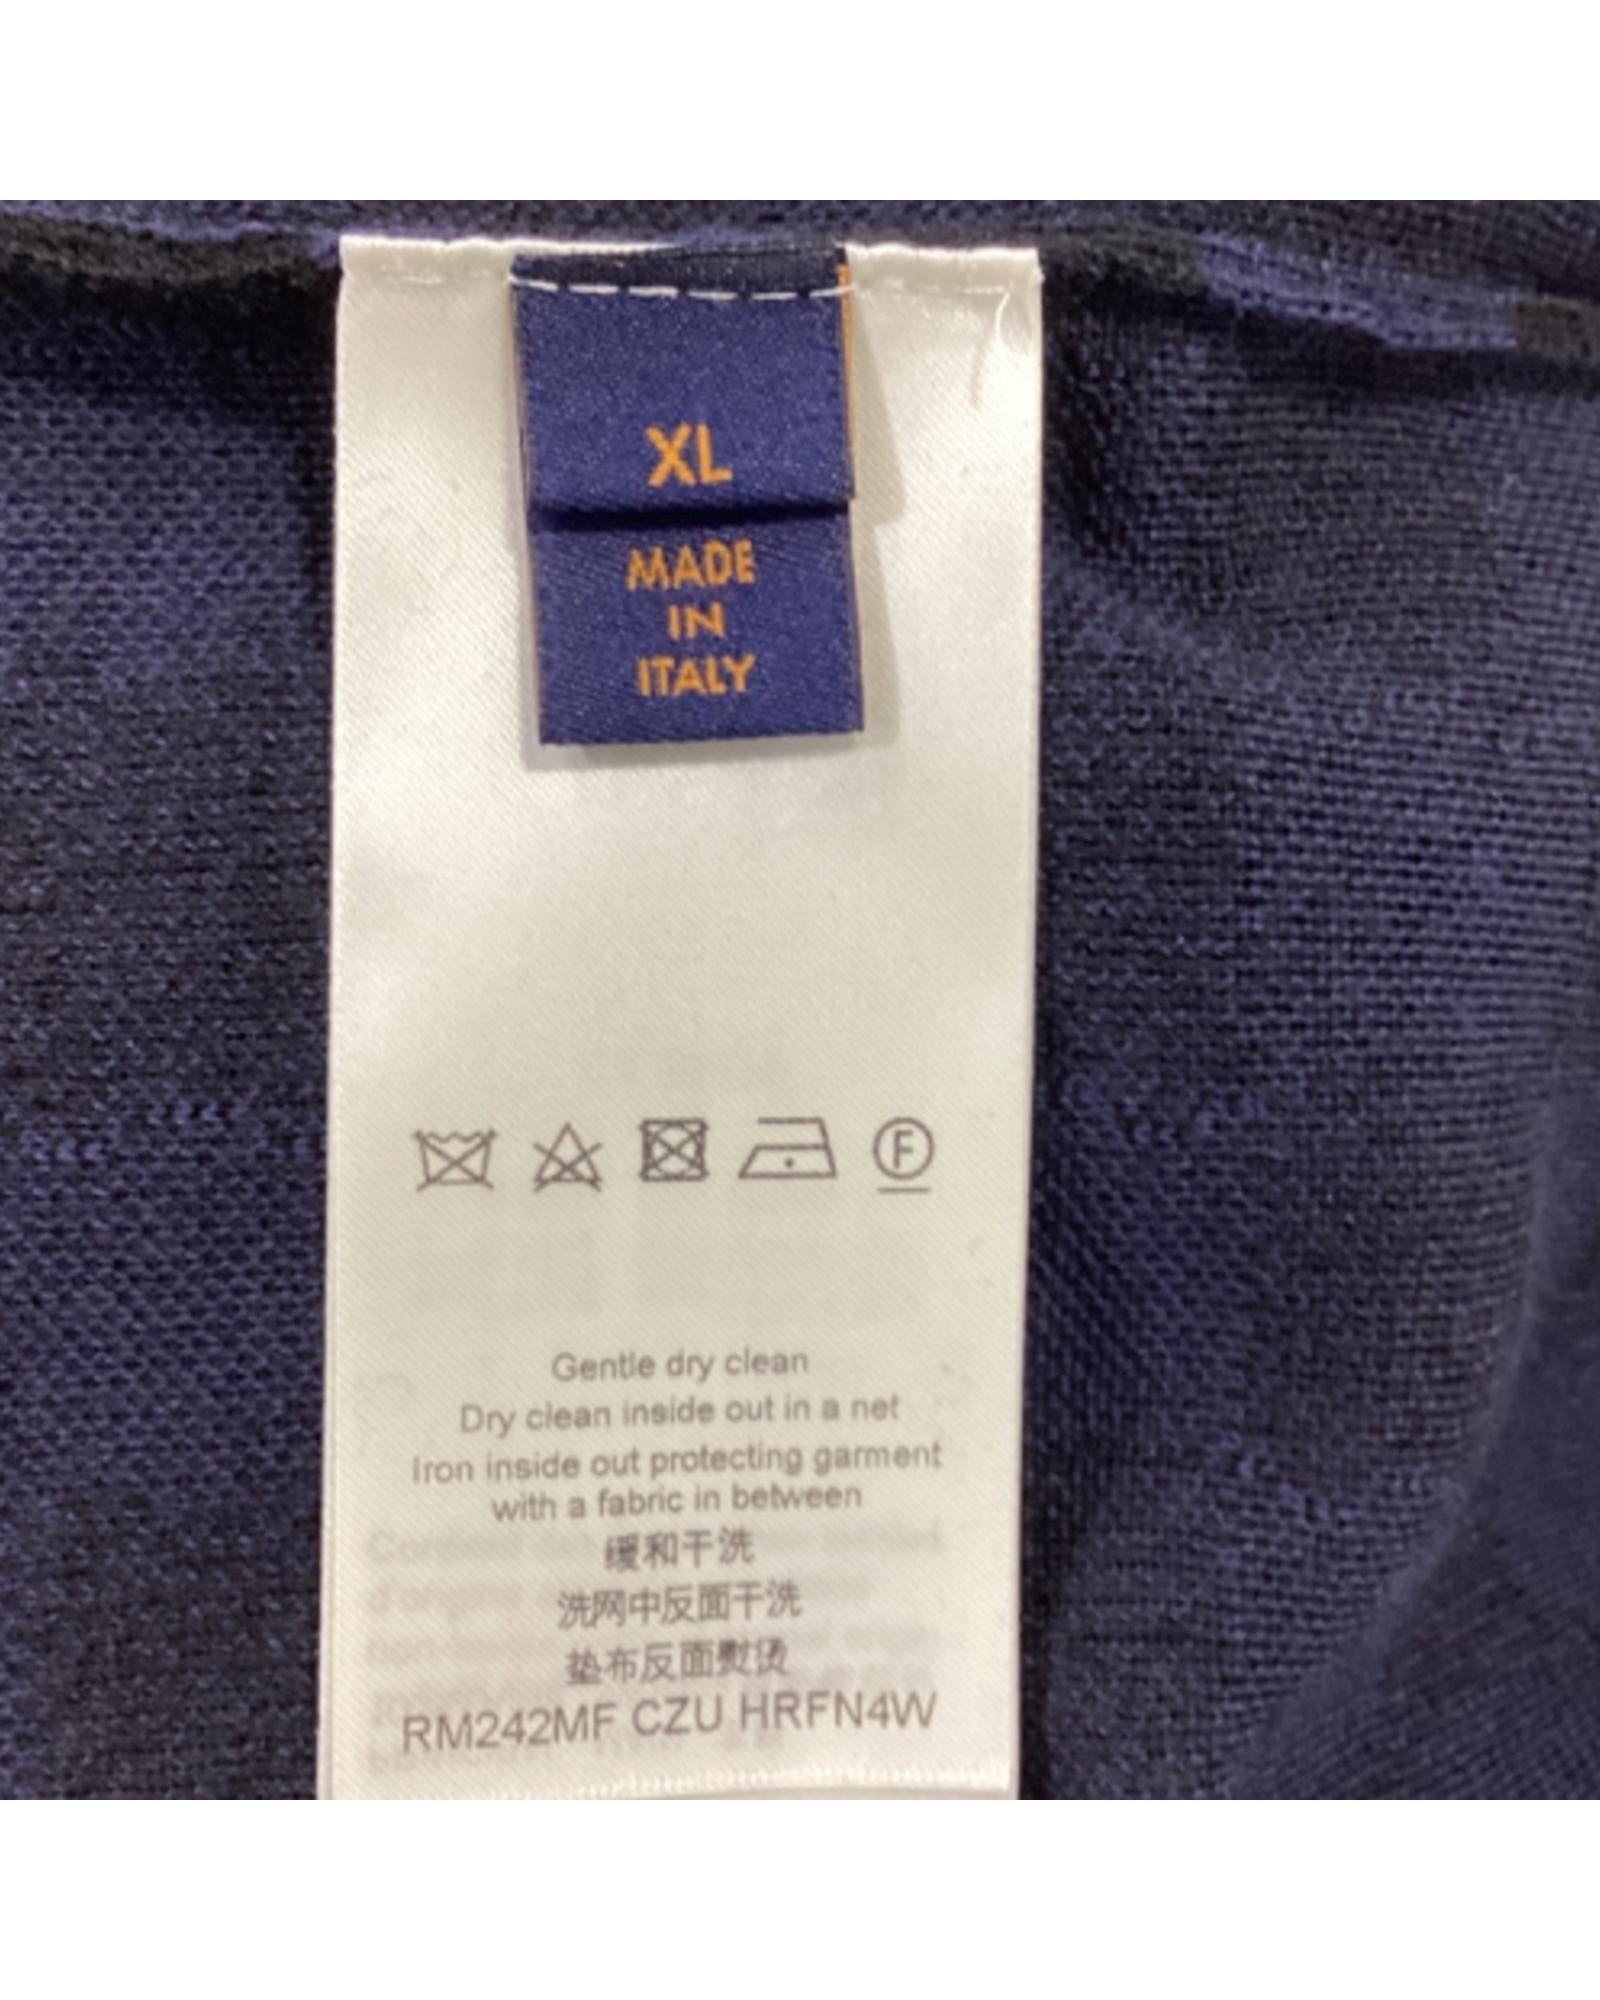 XL
MADE
IN
ITALY
F
Gentle dry clean
Dry clean inside out in a net
Iron inside out protecting garment
with a fabric in between
缓和干洗
洗网中反面干洗
垫布反面熨烫
RM242MF CZU HRFN4W